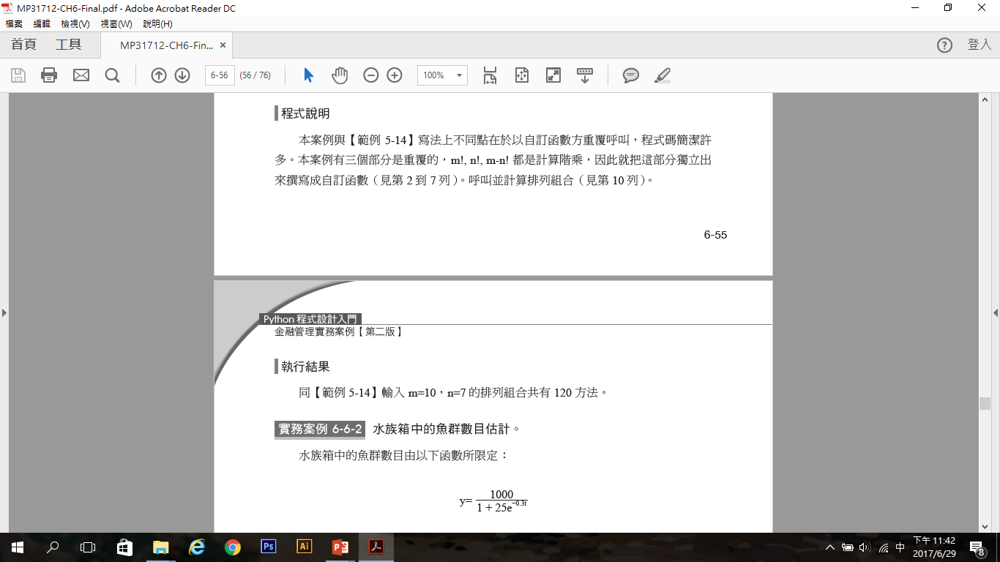 MP31712-CH6-Final.pdf - Adobe Acrobat Reader DC
檔案 編輯 檢視(V) 視窗(W) 說明(H)
首頁 工具 MP31712-CH6-Fin... × ? 登入
6-56 (56 / 76) 100%
程式說明
本案例與【範例 5-14】寫法上不同點在於以自訂函數方重覆呼叫，程式碼簡潔許
多。本案例有三個部分是重覆的，m!, n!, m-n! 都是計算階乘，因此就把這部分獨立出
來撰寫成自訂函數（見第 2 到 7 列）。呼叫並計算排列組合（見第 10 列）。
6-55
Python 程式設計入門
金融管理實務案例【第二版】
執行結果
同【範例 5-14】輸入 m=10，n=7 的排列組合共有 120 方法。
實務案例 6-6-2 水族箱中的魚群數目估計。
水族箱中的魚群數目由以下函數所限定：
y= 1000 / 1 + 25e^−0.3t
Ps Ai 中 下午 11:42
2017/6/29 8